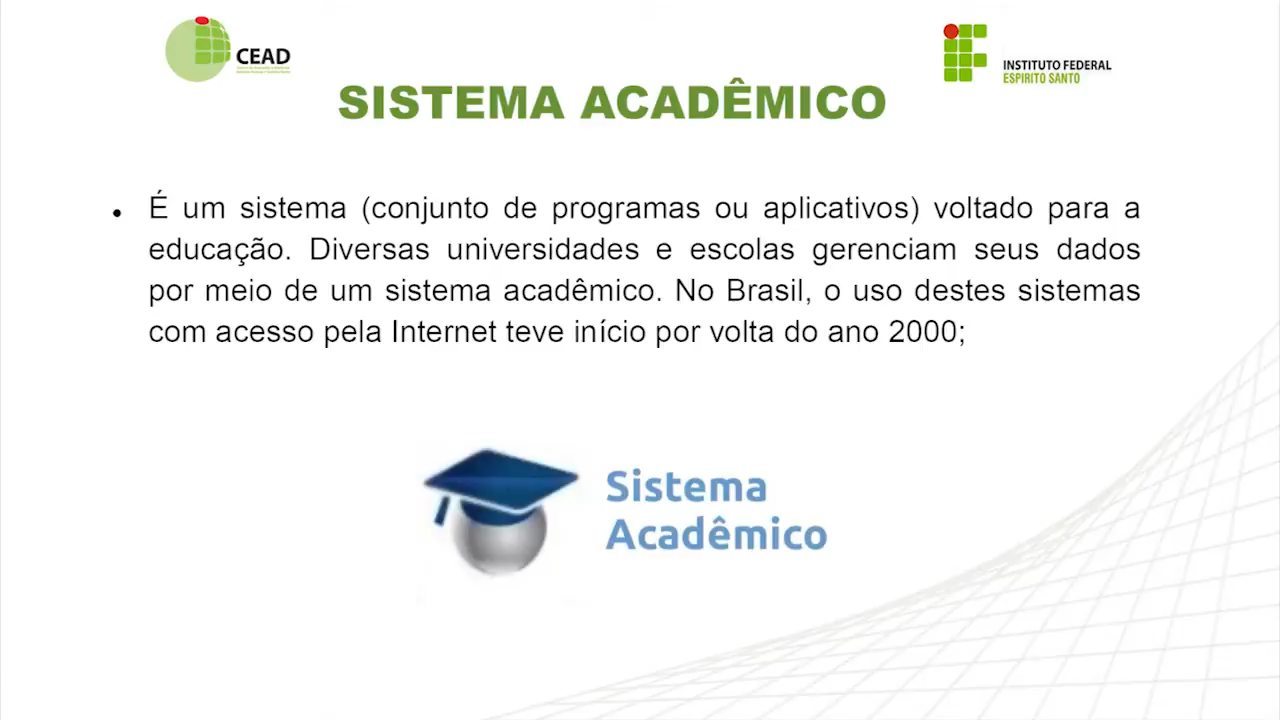 CEAD
INSTITUTO FEDERAL
ESPÍRITO SANTO
SISTEMA ACADÊMICO
• É um sistema (conjunto de programas ou aplicativos) voltado para a
educação. Diversas universidades e escolas gerenciam seus dados
por meio de um sistema acadêmico. No Brasil, o uso destes sistemas
com acesso pela Internet teve início por volta do ano 2000;
Sistema
Acadêmico